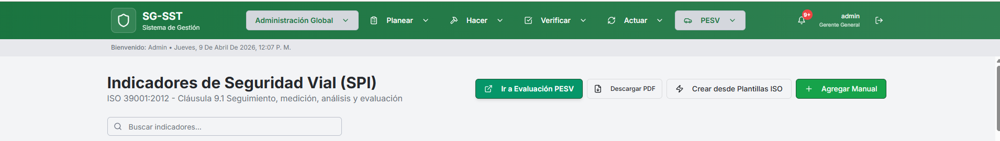 SG-SST
Sistema de Gestión
Administración Global
Planear
Hacer
Verificar
Actuar
PESV
9+
admin
Gerente General
Bienvenido: Admin • Jueves, 9 De Abril De 2026, 12:07 P. M.
Indicadores de Seguridad Vial (SPI)
ISO 39001:2012 - Cláusula 9.1 Seguimiento, medición, análisis y evaluación
Ir a Evaluación PESV
Descargar PDF
Crear desde Plantillas ISO
Agregar Manual
Buscar indicadores...